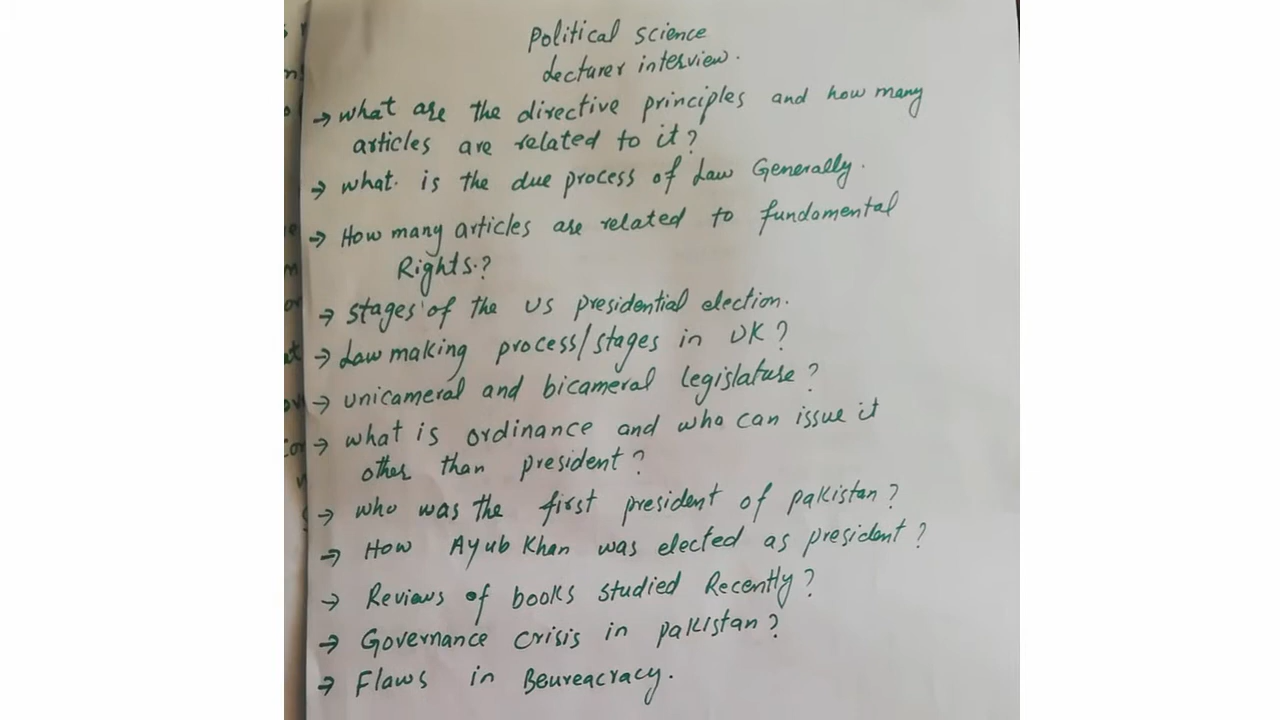 Political science
Lecturer interview.
→ what are the directive principles and how many
articles are related to it?
→ what. is the due process of Law Generally.
→ How many articles are related to fundamental
Rights.?
→ stages of the US presidential election.
→ Law making process/stages in UK?
→ unicameral and bicameral legislature?
→ what is ordinance and who can issue it
other than president?
→ who was the first president of pakistan?
→ How Ayub Khan was elected as president?
→ Reviews of books studied Recently?
→ Governance crisis in pakistan?
→ Flaws in Beureacracy.